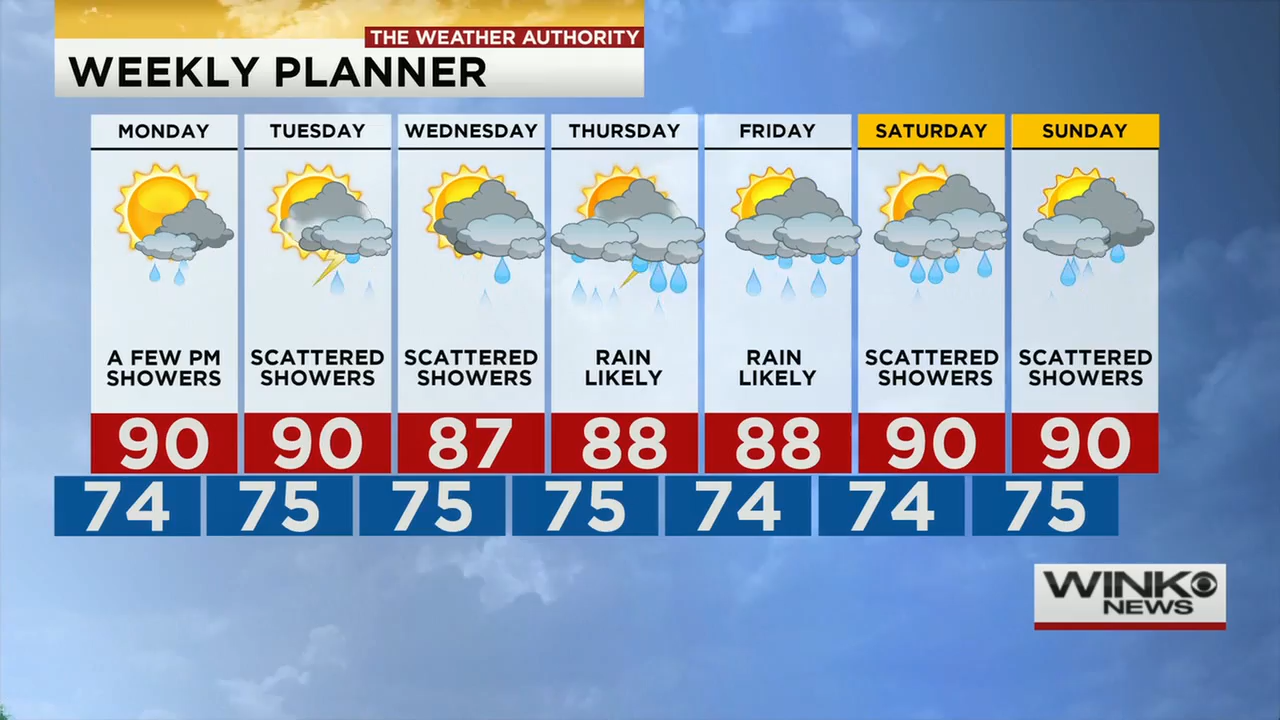 THE WEATHER AUTHORITY
WEEKLY PLANNER
MONDAY TUESDAY WEDNESDAY THURSDAY FRIDAY SATURDAY SUNDAY
A FEW PM SCATTERED SCATTERED RAIN RAIN SCATTERED SCATTERED
SHOWERS SHOWERS SHOWERS LIKELY LIKELY SHOWERS SHOWERS
90 90 87 88 88 90 90
74 75 75 75 74 74 75
WINK
NEWS